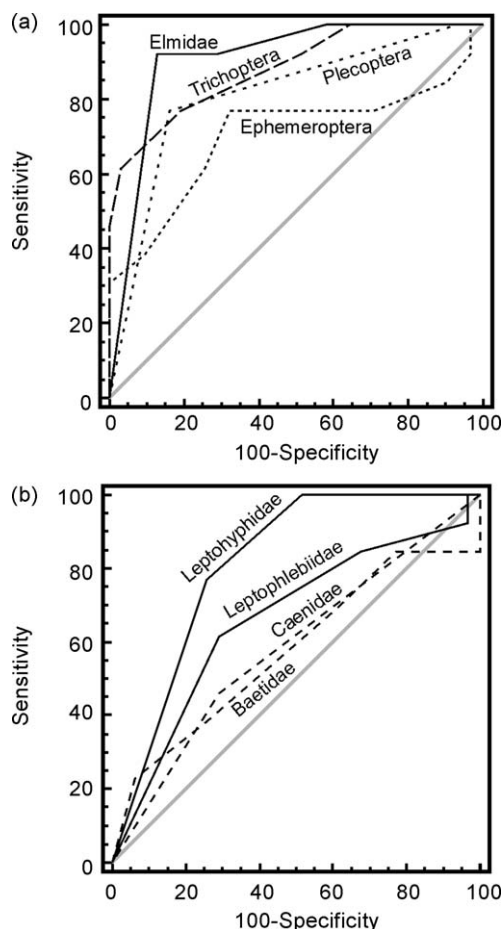 (a)
100
80
60
40
20
0
Sensitivity
Elmidae
Trichoptera
Plecoptera
Ephemeroptera
0 20 40 60 80 100
100-Specificity
(b)
100
80
60
40
20
0
Sensitivity
Leptohyphidae
Leptophlebiidae
Caenidae
Baetidae
0 20 40 60 80 100
100-Specificity